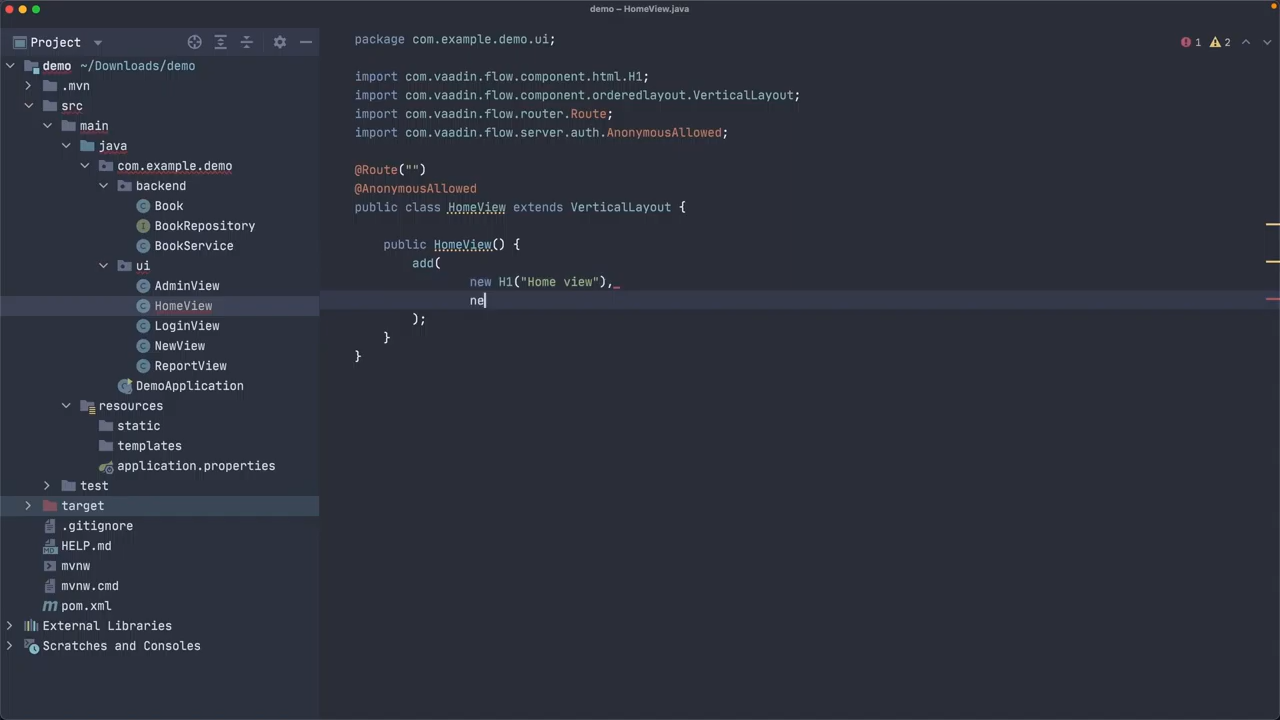 demo – HomeView.java
Project
demo ~/Downloads/demo
.mvn
src
main
java
com.example.demo
backend
Book
BookRepository
BookService
ui
AdminView
HomeView
LoginView
NewView
ReportView
DemoApplication
resources
static
templates
application.properties
test
target
.gitignore
HELP.md
mvnw
mvnw.cmd
pom.xml
External Libraries
Scratches and Consoles
package com.example.demo.ui;
import com.vaadin.flow.component.html.H1;
import com.vaadin.flow.component.orderedlayout.VerticalLayout;
import com.vaadin.flow.router.Route;
import com.vaadin.flow.server.auth.AnonymousAllowed;
@Route("")
@AnonymousAllowed
public class HomeView extends VerticalLayout {
public HomeView() {
add(
new H1("Home view"),
ne
);
}
}
1 2